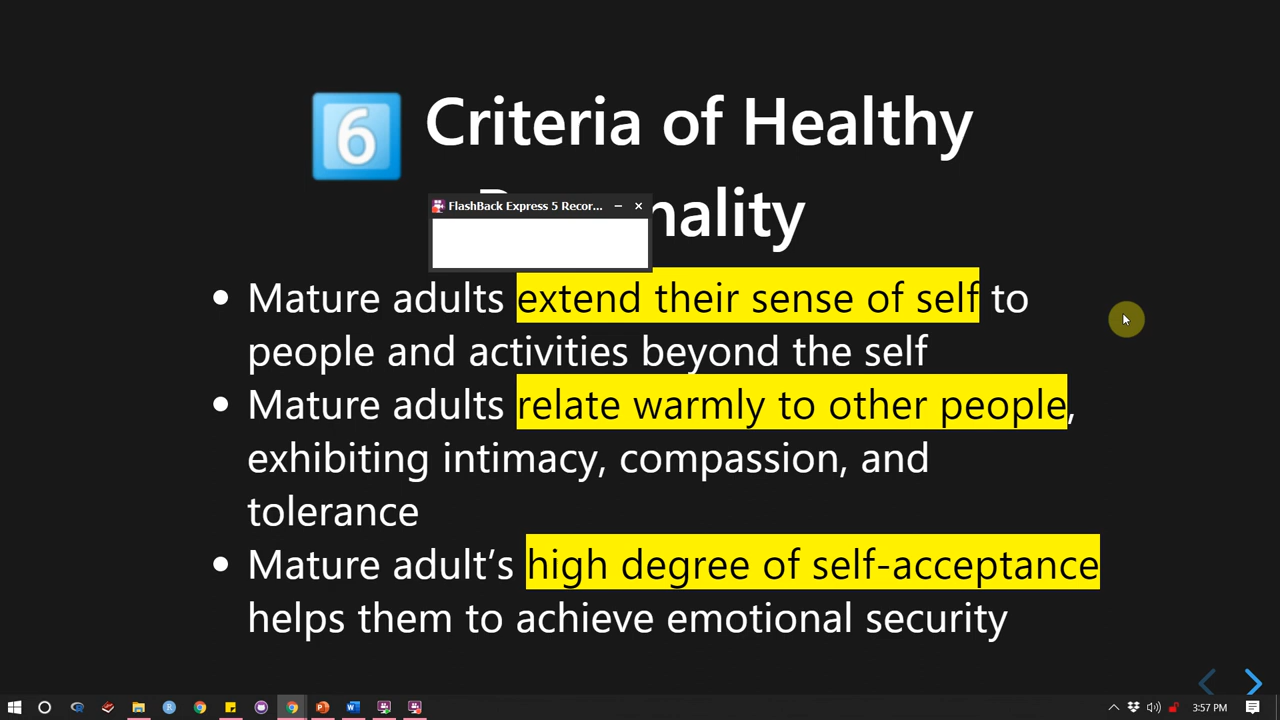 6 Criteria of Healthy
nality
FlashBack Express 5 Recor...
• Mature adults extend their sense of self to
people and activities beyond the self
• Mature adults relate warmly to other people,
exhibiting intimacy, compassion, and
tolerance
• Mature adult’s high degree of self-acceptance
helps them to achieve emotional security
3:57 PM